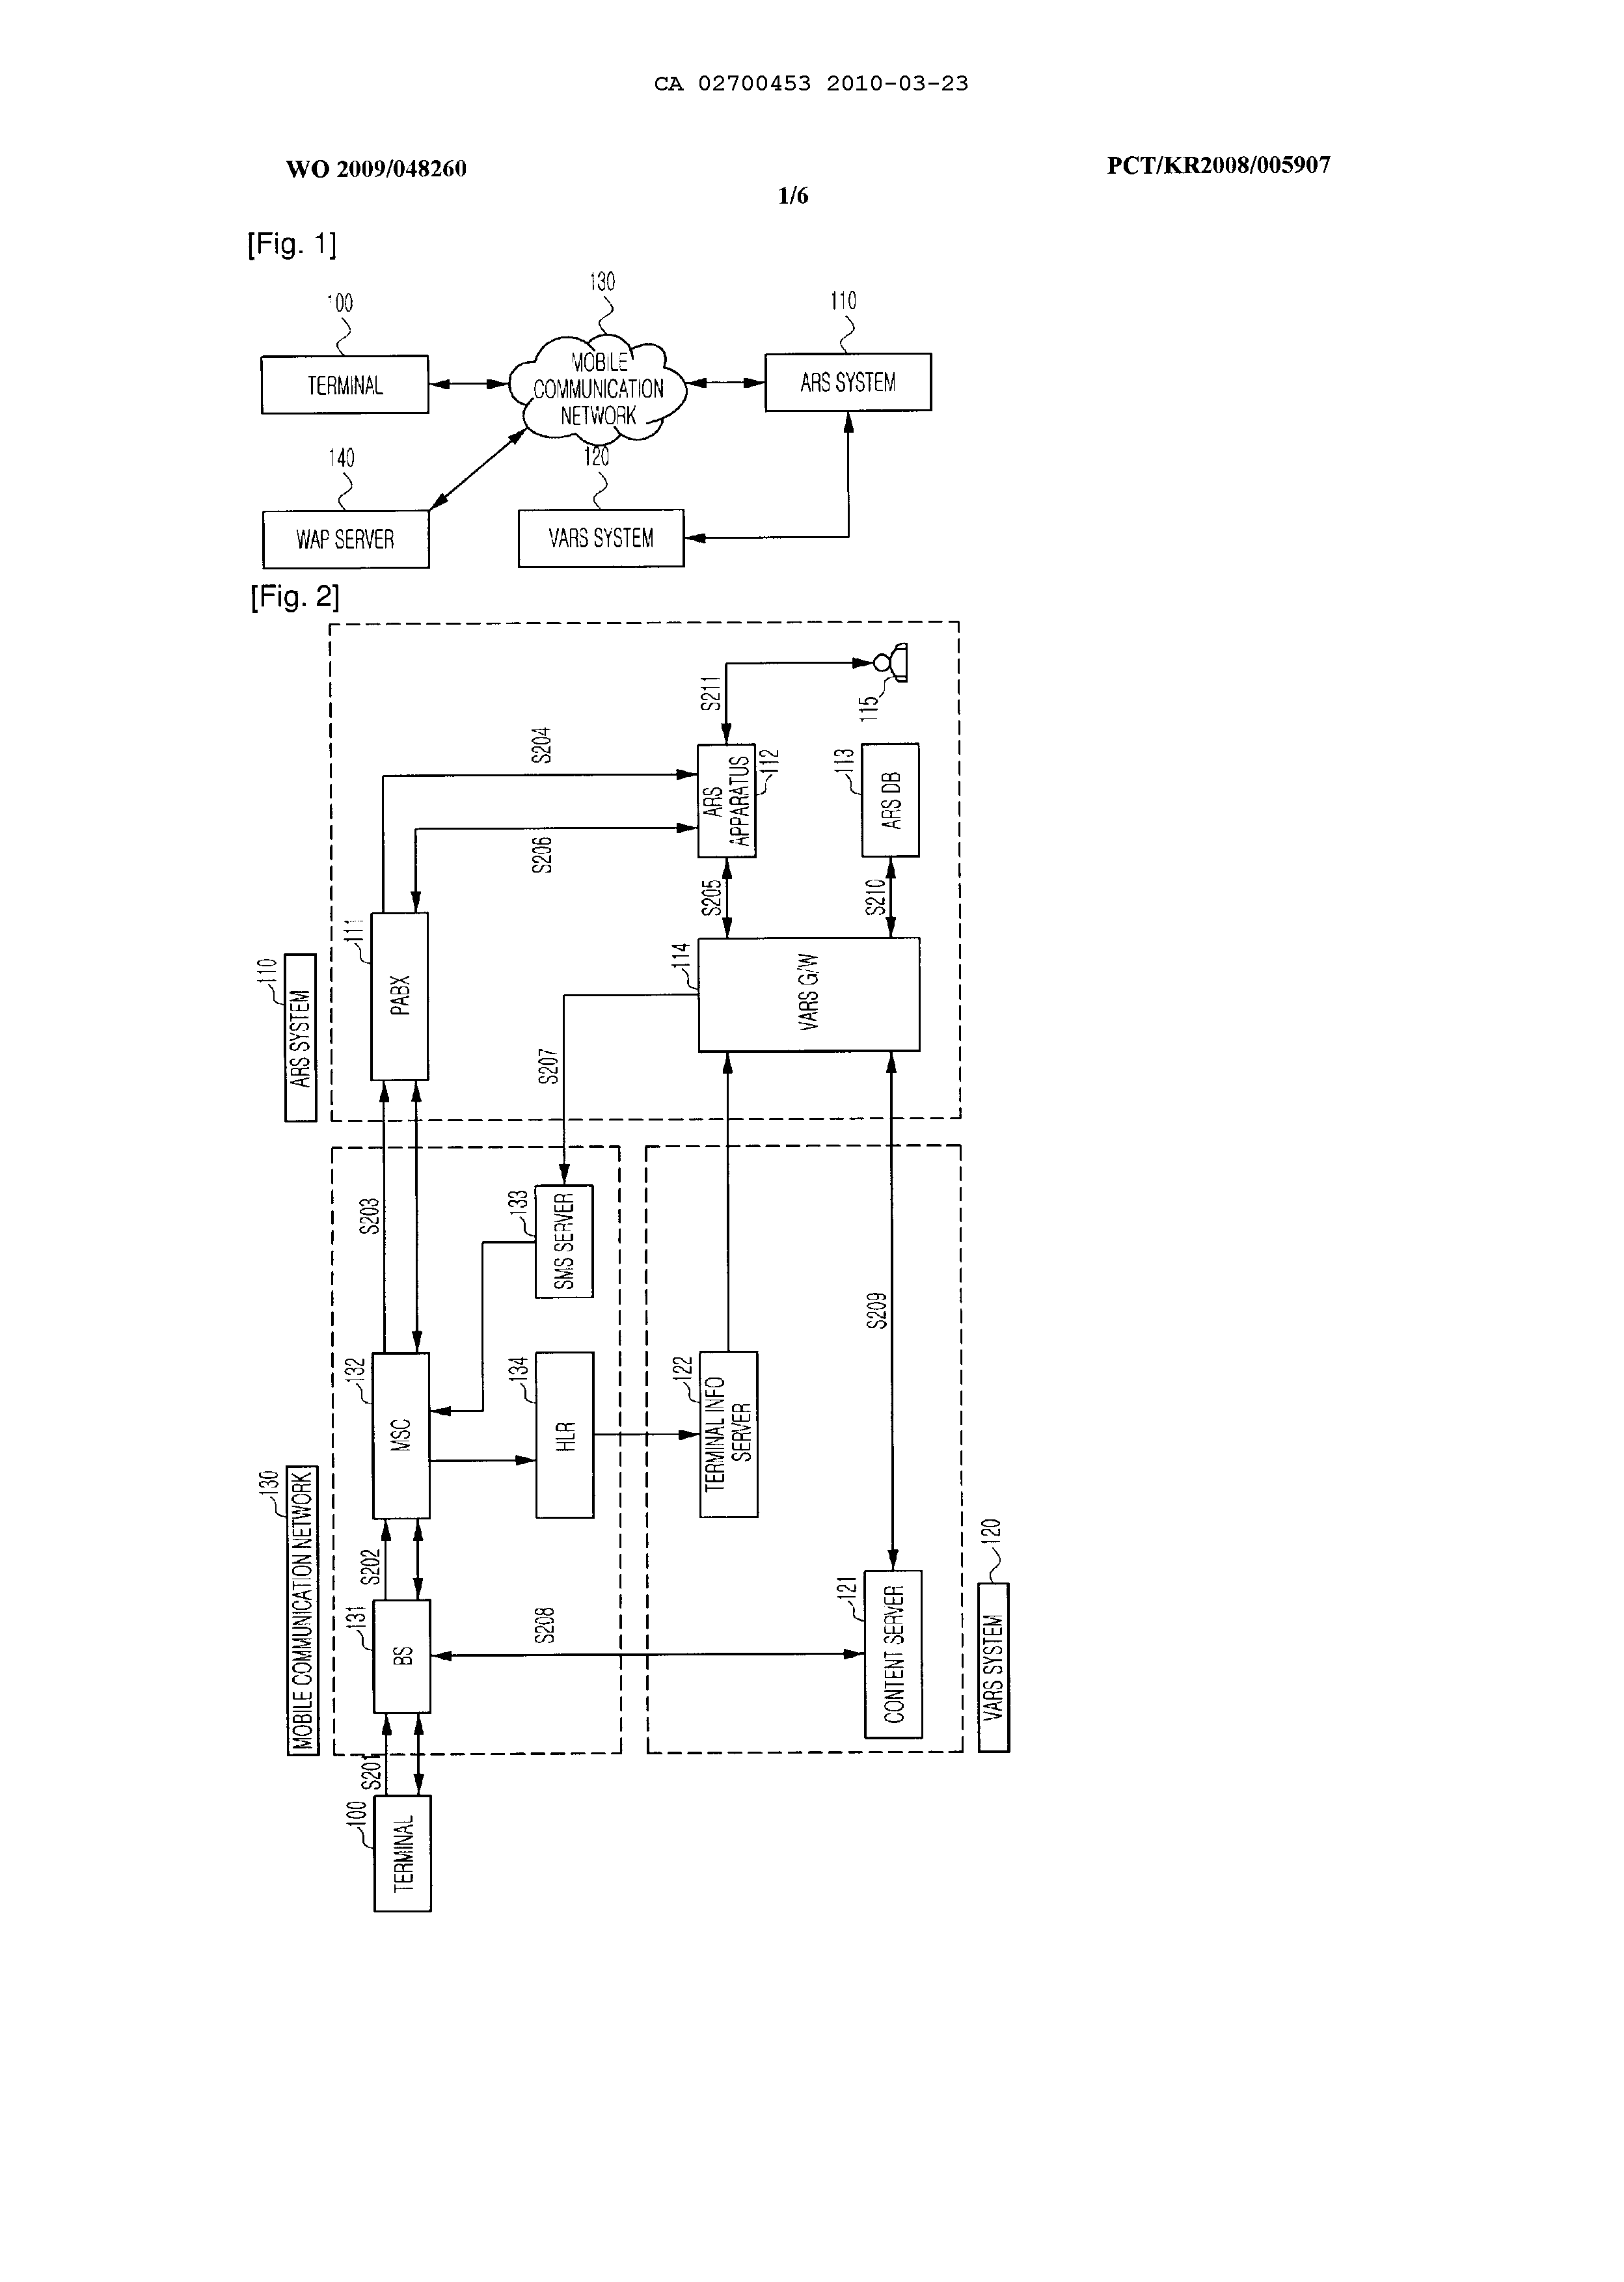 CA 02700453 2010-03-23
WO 2009/048260
PCT/KR2008/005907
1/6
[Fig. 1]
100
130
110
TERMINAL
MOBILE
COMMUNICATION
NETWORK
ARS SYSTEM
140
120
WAP SERVER
VARS SYSTEM
[Fig. 2]
110
ARS SYSTEM
111
PABX
S204
S206
S211
115
ARS
APPARATUS
112
113
ARS DB
S205
S210
114
VARS G/W
S207
S203
133
SMS SERVER
130
MOBILE COMMUNICATION NETWORK
132
MSC
134
HLR
122
TERMINAL INFO
SERVER
S209
S202
131
BS
S208
121
CONTENT SERVER
120
VARS SYSTEM
S201
100
TERMINAL